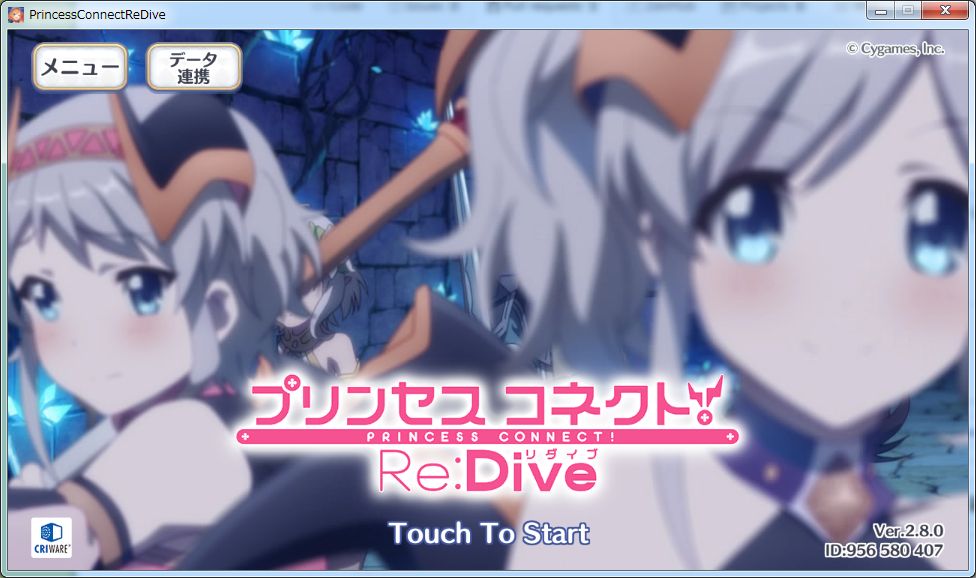 PrincessConnectReDive
メニュー
データ
連携
© Cygames, Inc.
プリンセス コネクト!
PRINCESS CONNECT!
リダイブ
Re:Dive
Touch To Start
CRIWARE
Ver.2.8.0
ID:956 580 407